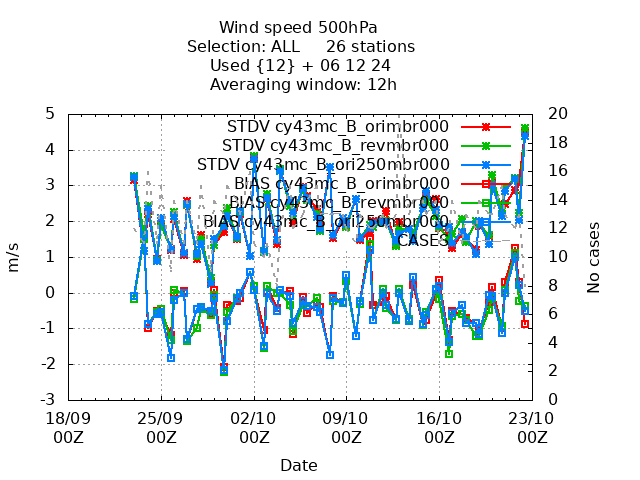 Wind speed 500hPa
Selection: ALL 26 stations
Used {12} + 06 12 24
Averaging window: 12h
STDV cy43mc_B_orimbr000
STDV cy43mc_B_revmbr000
STDV cy43mc_B_ori250mbr000
BIAS cy43mc_B_orimbr000
BIAS cy43mc_B_revmbr000
BIAS cy43mc_B_ori250mbr000
CASES
5
4
3
2
1
0
-1
-2
-3
m/s
20
18
16
14
12
10
8
6
4
2
0
No cases
18/09 25/09 02/10 09/10 16/10 23/10
00Z 00Z 00Z 00Z 00Z 00Z
Date